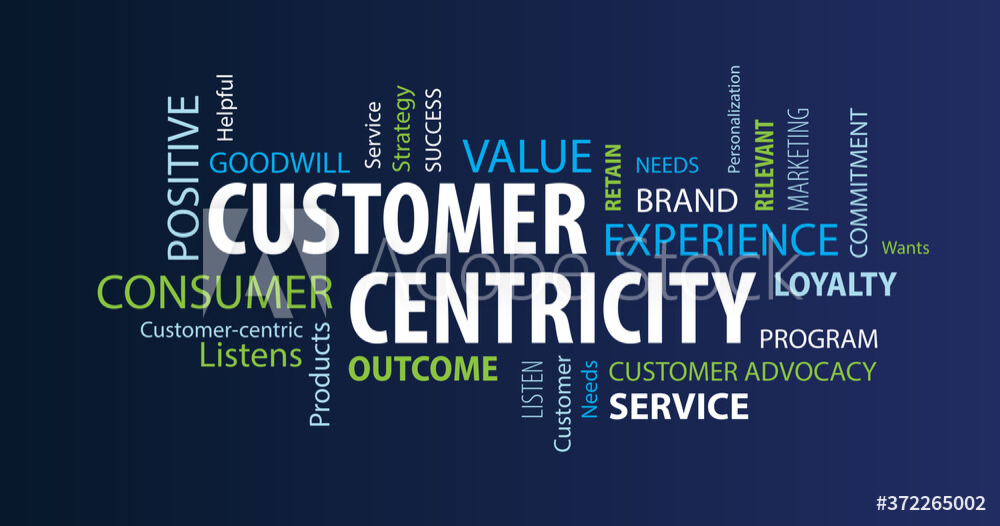 POSITIVE
Helpful
GOODWILL
Service
Strategy
SUCCESS
VALUE
RETAIN
NEEDS
BRAND
Personalization
RELEVANT
MARKETING
COMMITMENT
CUSTOMER
EXPERIENCE
Wants
Adobe Stock
CONSUMER
CENTRICITY
LOYALTY
Customer-centric
Listens
Products
PROGRAM
OUTCOME
LISTEN
Customer
Needs
CUSTOMER ADVOCACY
SERVICE
#372265002